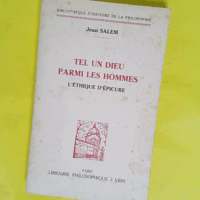 BIBLIOTHÈQUE D'HISTOIRE DE LA PHILOSOPHIE
Jean SALEM
TEL UN DIEU
PARMI LES HOMMES
L'ÉTHIQUE D'ÉPICURE
PARIS
LIBRAIRIE PHILOSOPHIQUE J. VRIN